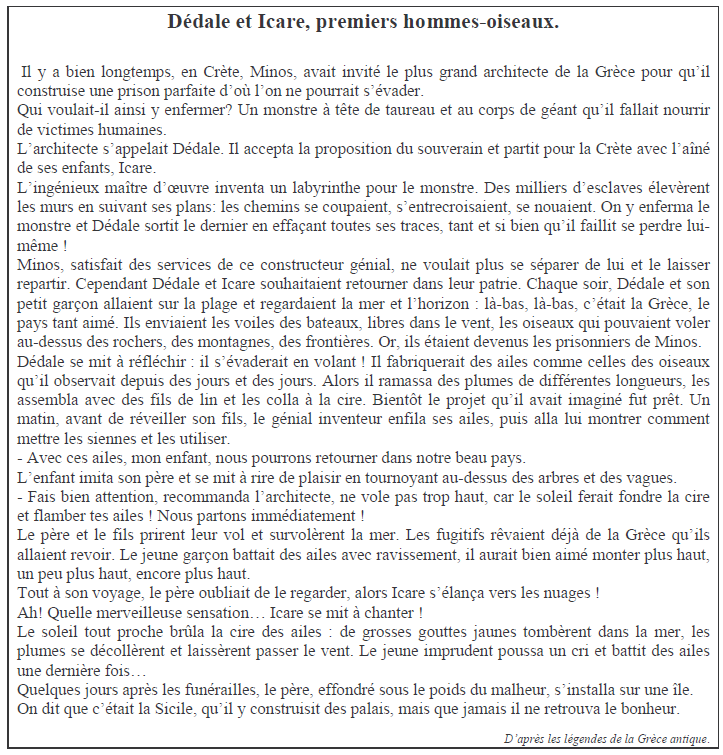 Dédale et Icare, premiers hommes-oiseaux.
Il y a bien longtemps, en Crète, Minos, avait invité le plus grand architecte de la Grèce pour qu’il
construise une prison parfaite d’où l’on ne pourrait s’évader.
Qui voulait-il ainsi y enfermer? Un monstre à tête de taureau et au corps de géant qu’il fallait nourrir
de victimes humaines.
L’architecte s’appelait Dédale. Il accepta la proposition du souverain et partit pour la Crète avec l’aîné
de ses enfants, Icare.
L’ingénieux maître d’œuvre inventa un labyrinthe pour le monstre. Des milliers d’esclaves élevèrent
les murs en suivant ses plans: les chemins se coupaient, s’entrecroisaient, se nouaient. On y enferma le
monstre et Dédale sortit le dernier en effaçant toutes ses traces, tant et si bien qu’il faillit se perdre lui-
même !
Minos, satisfait des services de ce constructeur génial, ne voulait plus se séparer de lui et le laisser
repartir. Cependant Dédale et Icare souhaitaient retourner dans leur patrie. Chaque soir, Dédale et son
petit garçon allaient sur la plage et regardaient la mer et l’horizon : là-bas, là-bas, c’était la Grèce, le
pays tant aimé. Ils enviaient les voiles des bateaux, libres dans le vent, les oiseaux qui pouvaient voler
au-dessus des rochers, des montagnes, des frontières. Or, ils étaient devenus les prisonniers de Minos.
Dédale se mit à réfléchir : il s’évaderait en volant ! Il fabriquerait des ailes comme celles des oiseaux
qu’il observait depuis des jours et des jours. Alors il ramassa des plumes de différentes longueurs, les
assembla avec des fils de lin et les colla à la cire. Bientôt le projet qu’il avait imaginé fut prêt. Un
matin, avant de réveiller son fils, le génial inventeur enfila ses ailes, puis alla lui montrer comment
mettre les siennes et les utiliser.
- Avec ces ailes, mon enfant, nous pourrons retourner dans notre beau pays.
L’enfant imita son père et se mit à rire de plaisir en tournoyant au-dessus des arbres et des vagues.
- Fais bien attention, recommanda l’architecte, ne vole pas trop haut, car le soleil ferait fondre la cire
et flamber tes ailes ! Nous partons immédiatement !
Le père et le fils prirent leur vol et survolèrent la mer. Les fugitifs rêvaient déjà de la Grèce qu’ils
allaient revoir. Le jeune garçon battait des ailes avec ravissement, il aurait bien aimé monter plus haut,
un peu plus haut, encore plus haut.
Tout à son voyage, le père oubliait de le regarder, alors Icare s’élança vers les nuages !
Ah! Quelle merveilleuse sensation… Icare se mit à chanter !
Le soleil tout proche brûla la cire des ailes : de grosses gouttes jaunes tombèrent dans la mer, les
plumes se décollèrent et laissèrent passer le vent. Le jeune imprudent poussa un cri et battit des ailes
une dernière fois…
Quelques jours après les funérailles, le père, effondré sous le poids du malheur, s’installa sur une île.
On dit que c’était la Sicile, qu’il y construisit des palais, mais que jamais il ne retrouva le bonheur.
D’après les légendes de la Grèce antique.